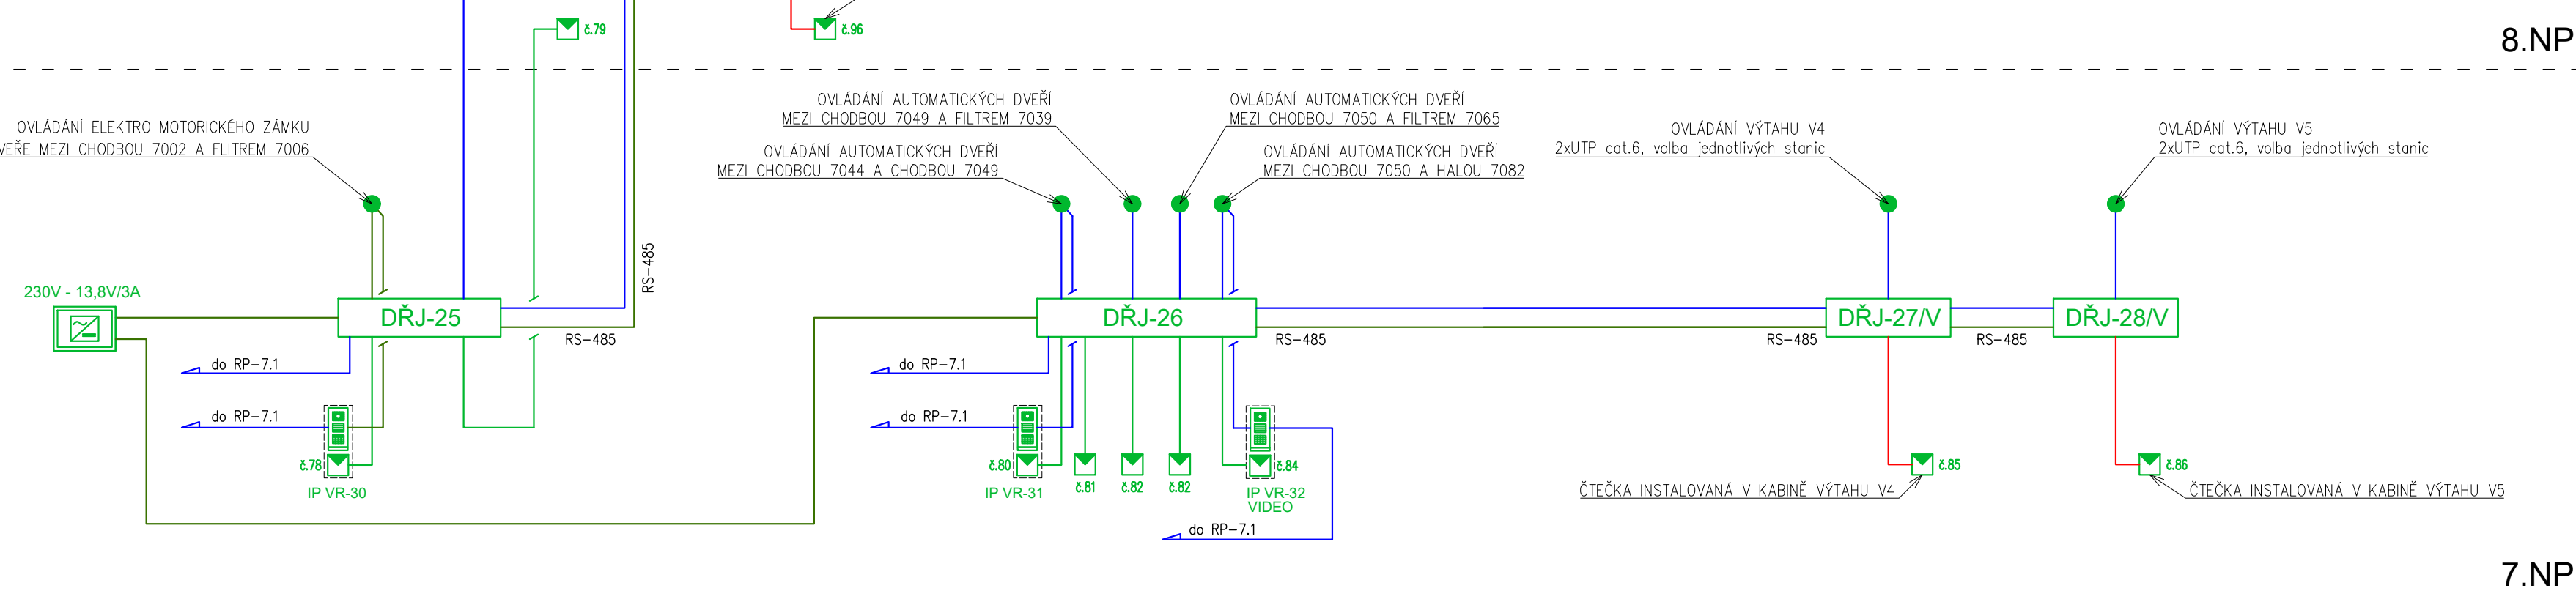 č.79
č.96
8.NP
OVLÁDÁNÍ ELEKTRO MOTORICKÉHO ZÁMKU
VEŘE MEZI CHODBOU 7002 A FLITREM 7006
OVLÁDÁNÍ AUTOMATICKÝCH DVEŘÍ
MEZI CHODBOU 7049 A FILTREM 7039
OVLÁDÁNÍ AUTOMATICKÝCH DVEŘÍ
MEZI CHODBOU 7050 A FILTREM 7065
OVLÁDÁNÍ AUTOMATICKÝCH DVEŘÍ
MEZI CHODBOU 7044 A CHODBOU 7049
OVLÁDÁNÍ AUTOMATICKÝCH DVEŘÍ
MEZI CHODBOU 7050 A HALOU 7082
OVLÁDÁNÍ VÝTAHU V4
2xUTP cat.6, volba jednotlivých stanic
OVLÁDÁNÍ VÝTAHU V5
2xUTP cat.6, volba jednotlivých stanic
RS-485
230V - 13,8V/3A
DŘJ-25
DŘJ-26
DŘJ-27/V
DŘJ-28/V
RS-485
RS-485
RS-485
RS-485
do RP-7.1
do RP-7.1
do RP-7.1
do RP-7.1
č.78
IP VR-30
č.80
IP VR-31
č.81
č.82
č.82
č.84
IP VR-32
VIDEO
do RP-7.1
č.85
ČTEČKA INSTALOVANÁ V KABINĚ VÝTAHU V4
č.86
ČTEČKA INSTALOVANÁ V KABINĚ VÝTAHU V5
7.NP